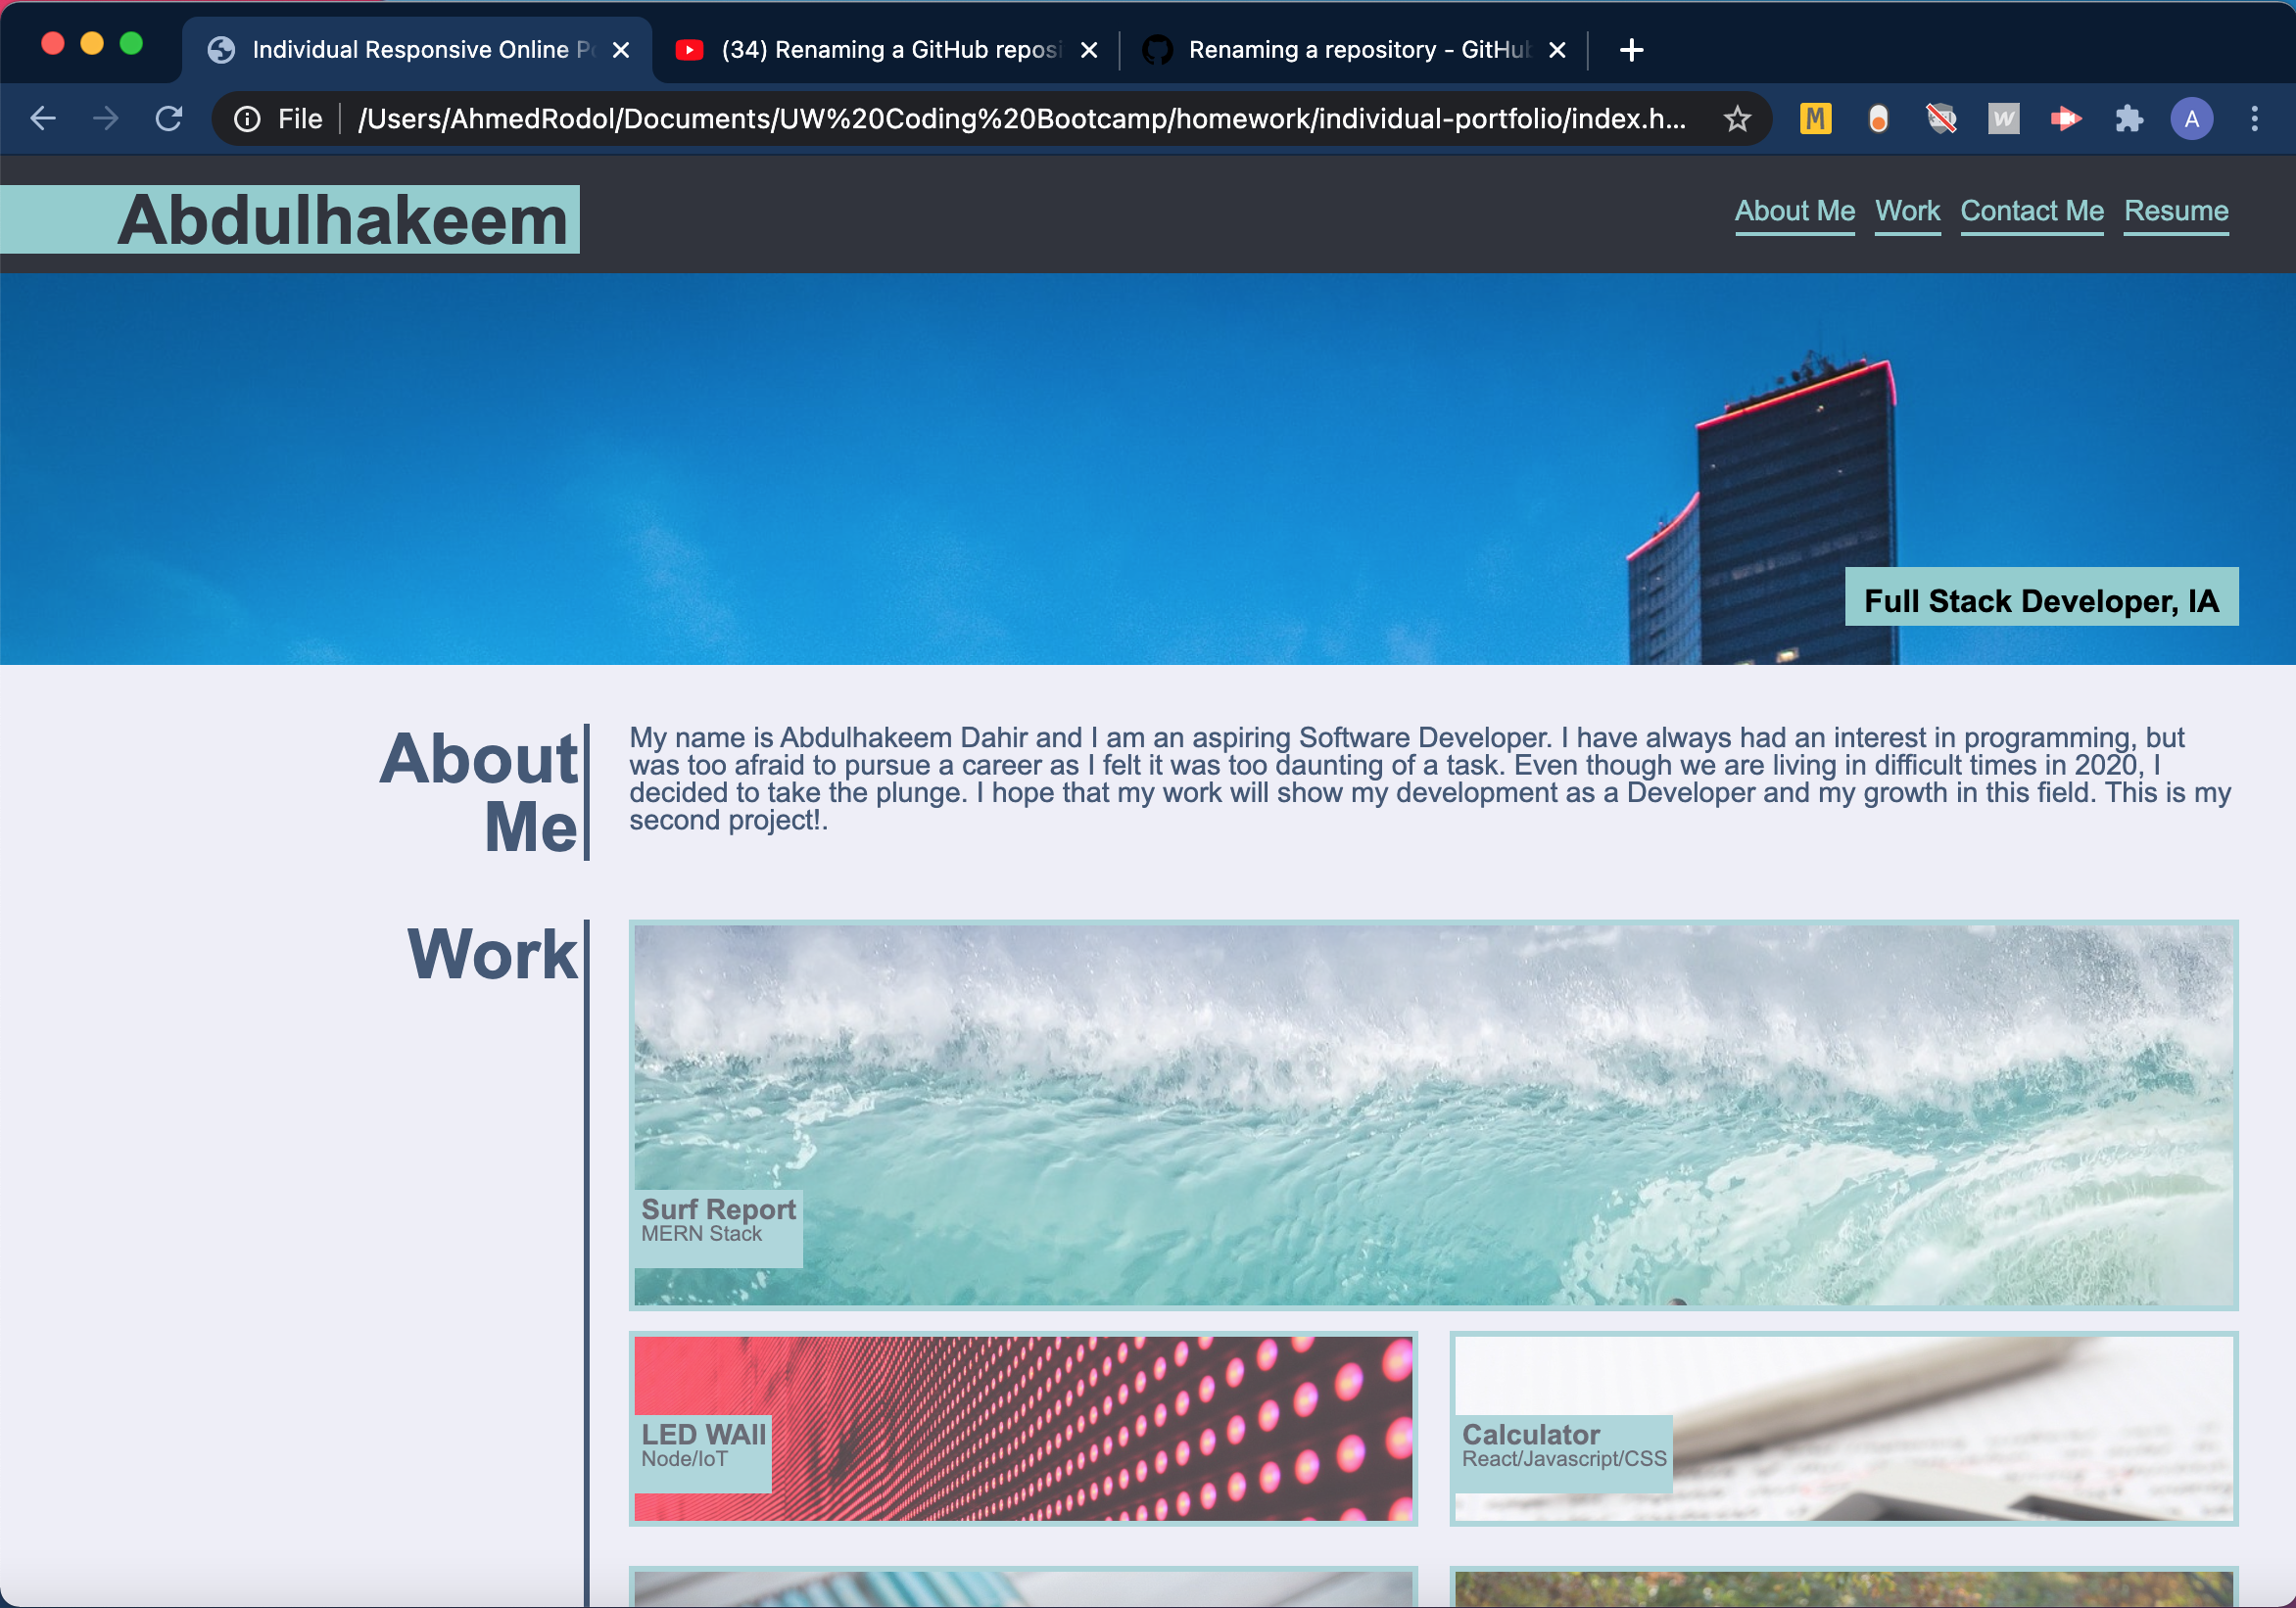 Individual Responsive Online Po
(34) Renaming a GitHub reposi
Renaming a repository - GitHub
File
/Users/AhmedRodol/Documents/UW%20Coding%20Bootcamp/homework/individual-portfolio/index.h...
M
W
A
Abdulhakeem
About Me
Work
Contact Me
Resume
Full Stack Developer, IA
About
Me
My name is Abdulhakeem Dahir and I am an aspiring Software Developer. I have always had an interest in programming, but
was too afraid to pursue a career as I felt it was too daunting of a task. Even though we are living in difficult times in 2020, I
decided to take the plunge. I hope that my work will show my development as a Developer and my growth in this field. This is my
second project!.
Work
Surf Report
MERN Stack
LED WAll
Node/IoT
Calculator
React/Javascript/CSS